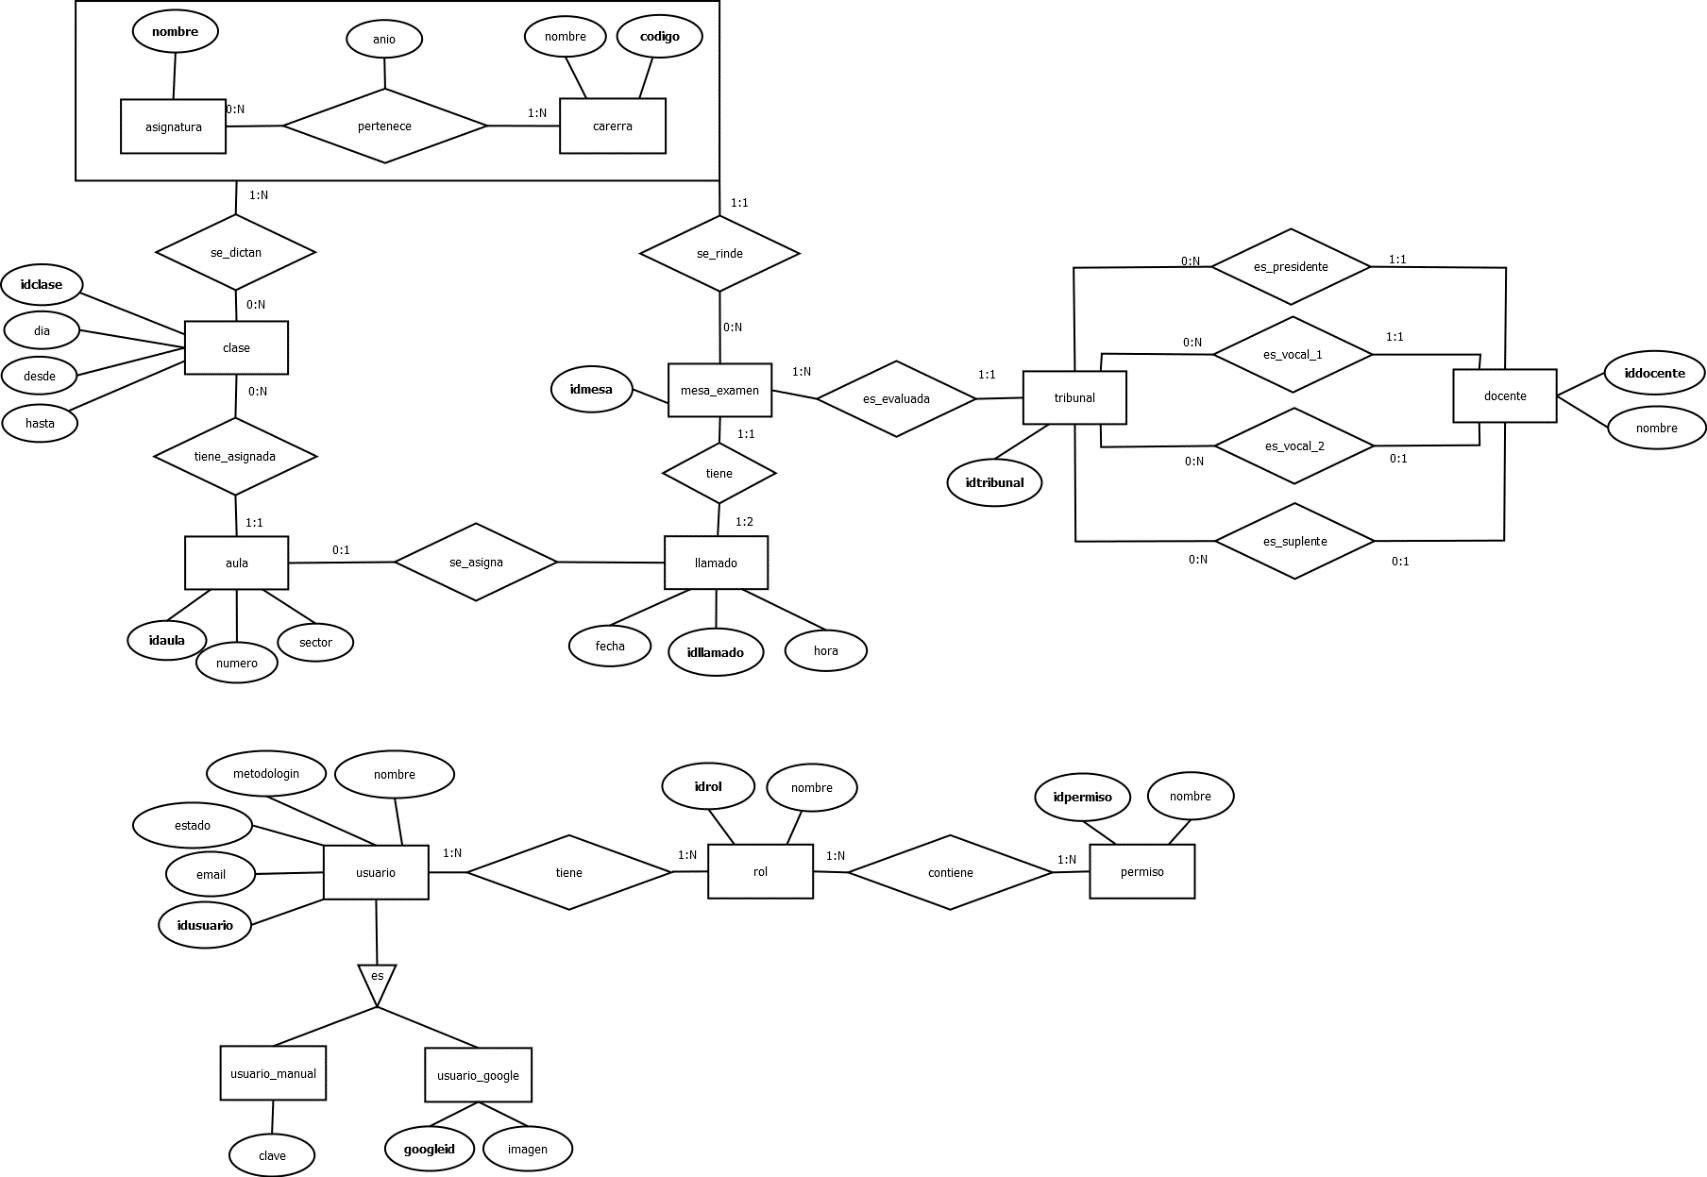 nombre
anio
nombre
codigo
asignatura
0:N
pertenece
1:N
carerra
1:N
1:1
se_dictan
se_rinde
0:N
es_presidente
1:1
idclase
0:N
0:N
dia
clase
0:N
es_vocal_1
1:1
desde
hasta
0:N
idmesa
mesa_examen
1:N
es_evaluada
1:1
tribunal
docente
iddocente
nombre
tiene_asignada
1:1
tiene
idtribunal
0:N
es_vocal_2
0:1
1:1
1:2
aula
0:1
se_asigna
llamado
0:N
es_suplente
0:1
idaula
numero
sector
fecha
idllamado
hora
metodologin
nombre
idrol
nombre
idpermiso
nombre
estado
email
usuario
1:N
tiene
1:N
rol
1:N
contiene
1:N
permiso
idusuario
es
usuario_manual
usuario_google
clave
googleid
imagen